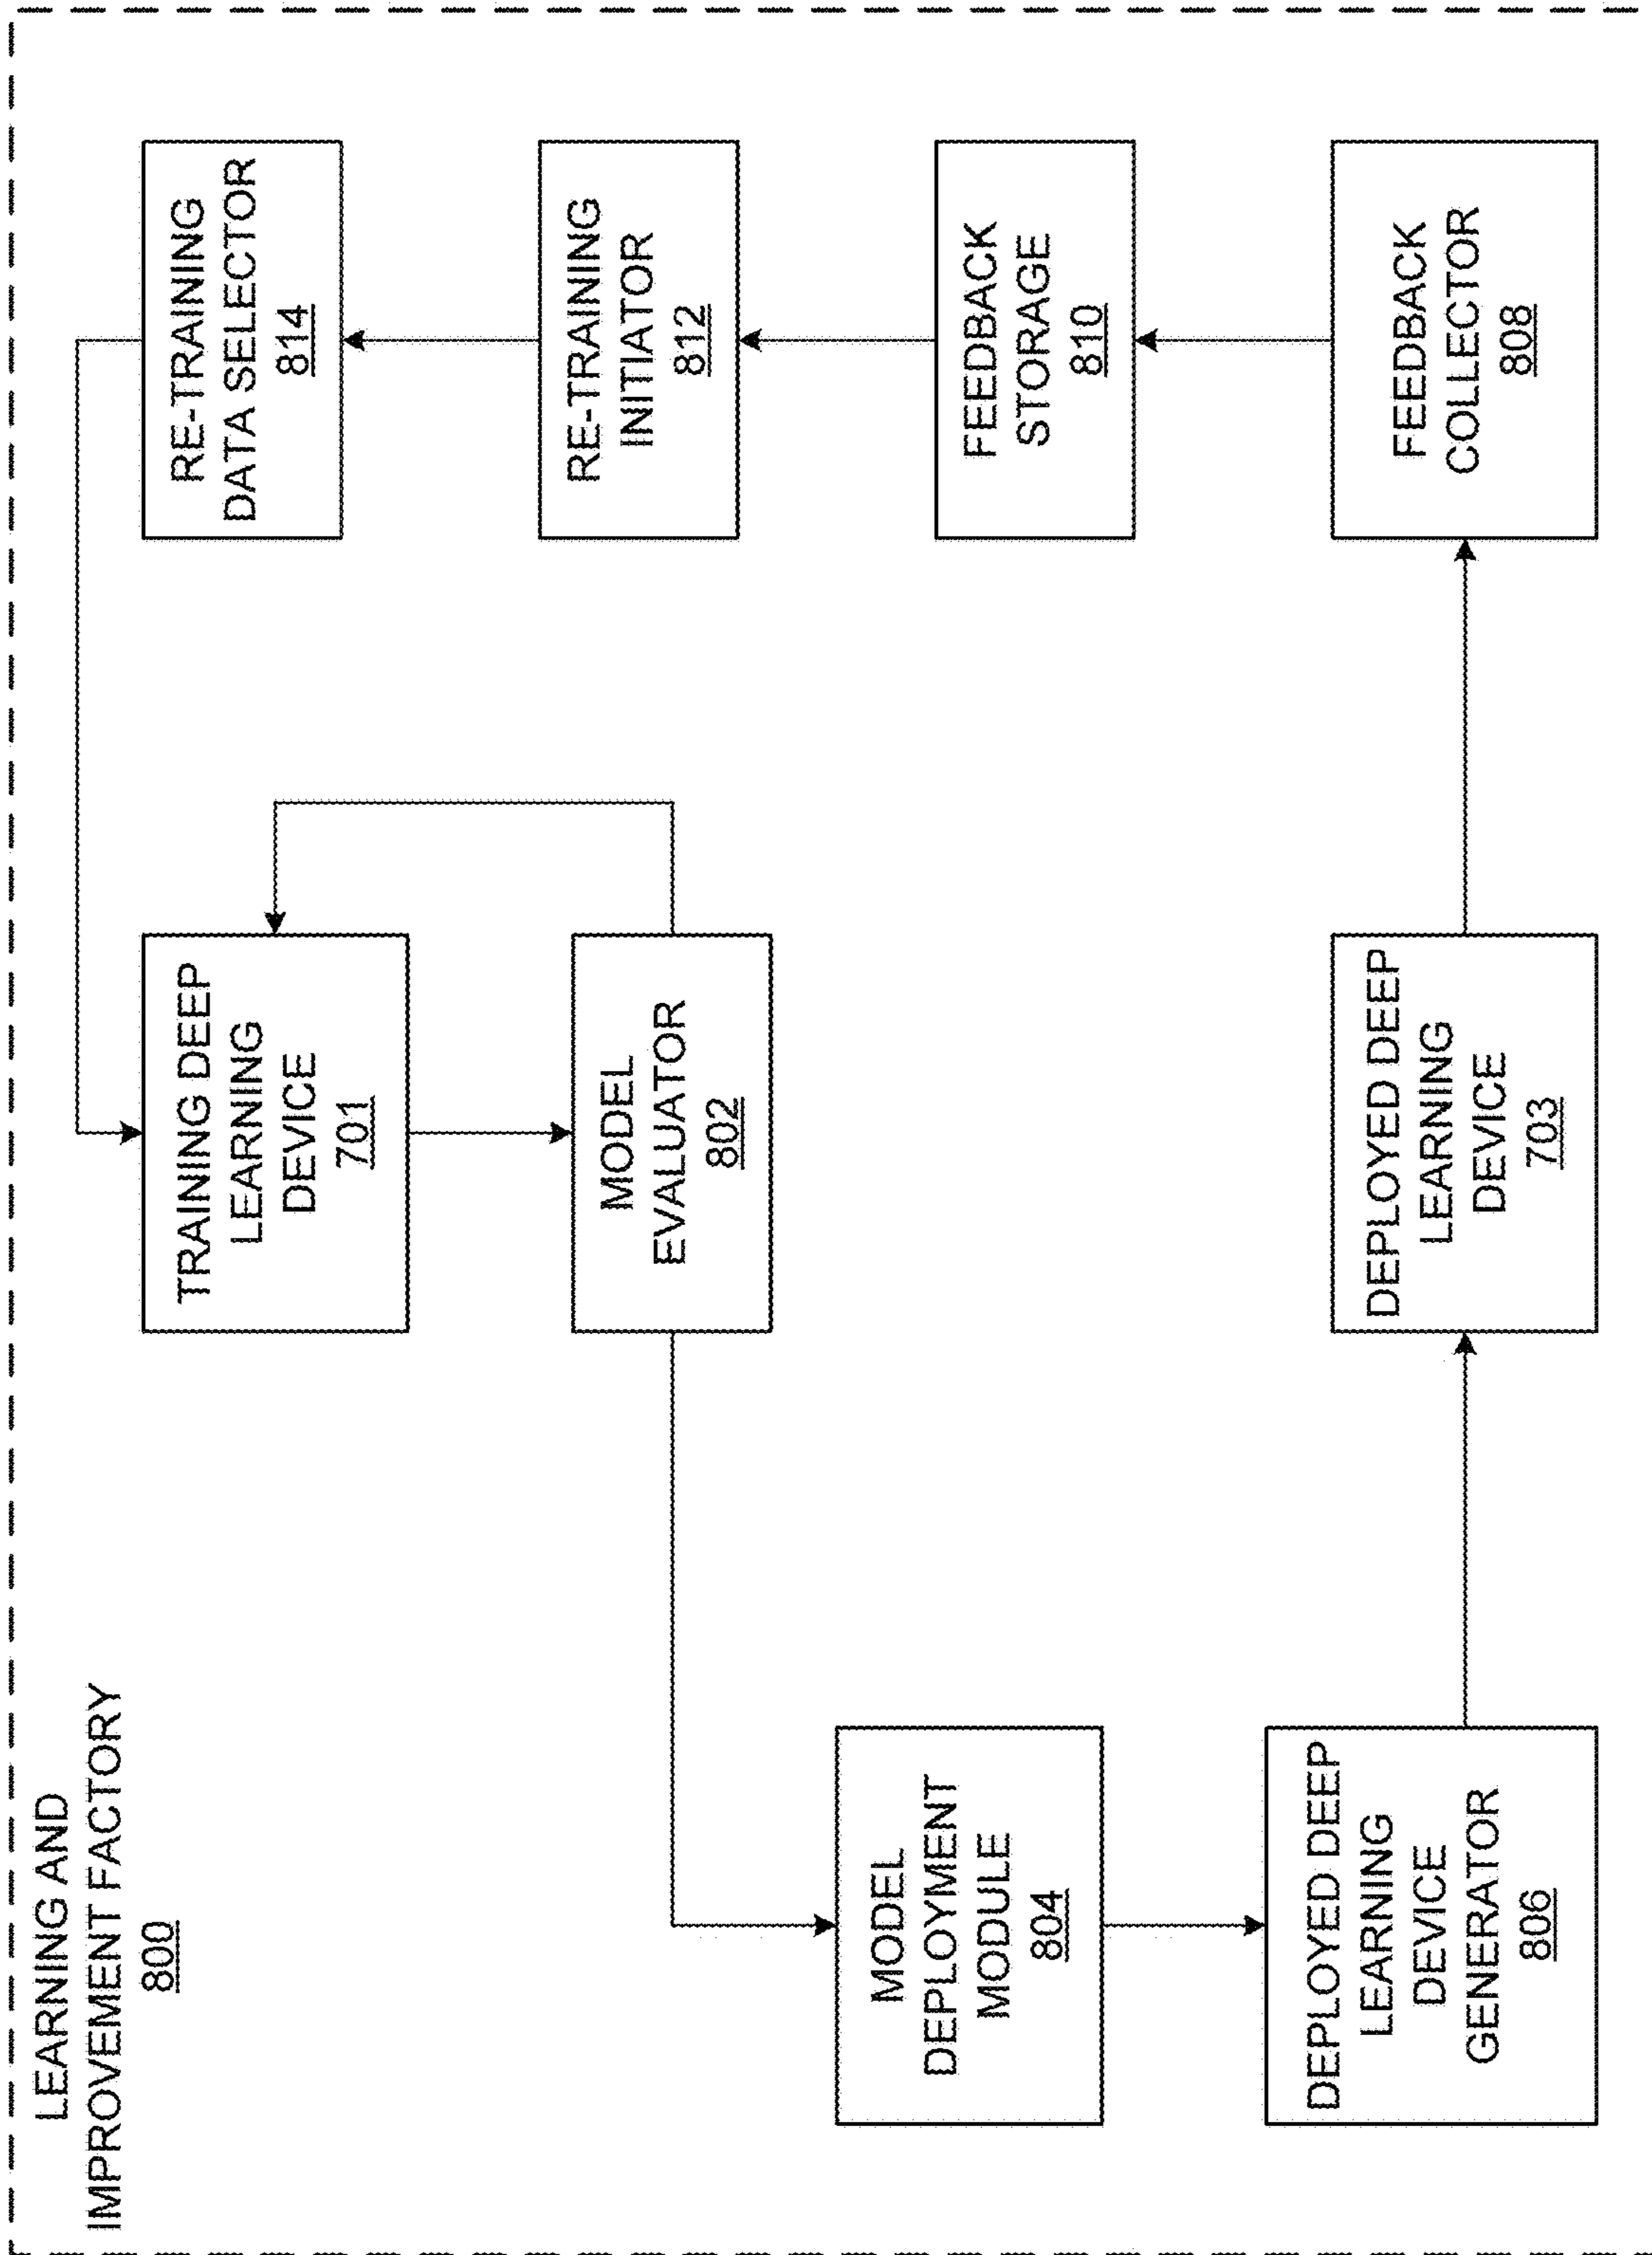 LEARNING AND
IMPROVEMENT FACTORY
800
TRAINING DEEP
LEARNING
DEVICE
701
RE-TRAINING
DATA SELECTOR
814
MODEL
EVALUATOR
802
RE-TRAINING
INITIATOR
812
MODEL
DEPLOYMENT
MODULE
804
FEEDBACK
STORAGE
810
DEPLOYED DEEP
LEARNING
DEVICE
GENERATOR
806
DEPLOYED DEEP
LEARNING
DEVICE
703
FEEDBACK
COLLECTOR
808